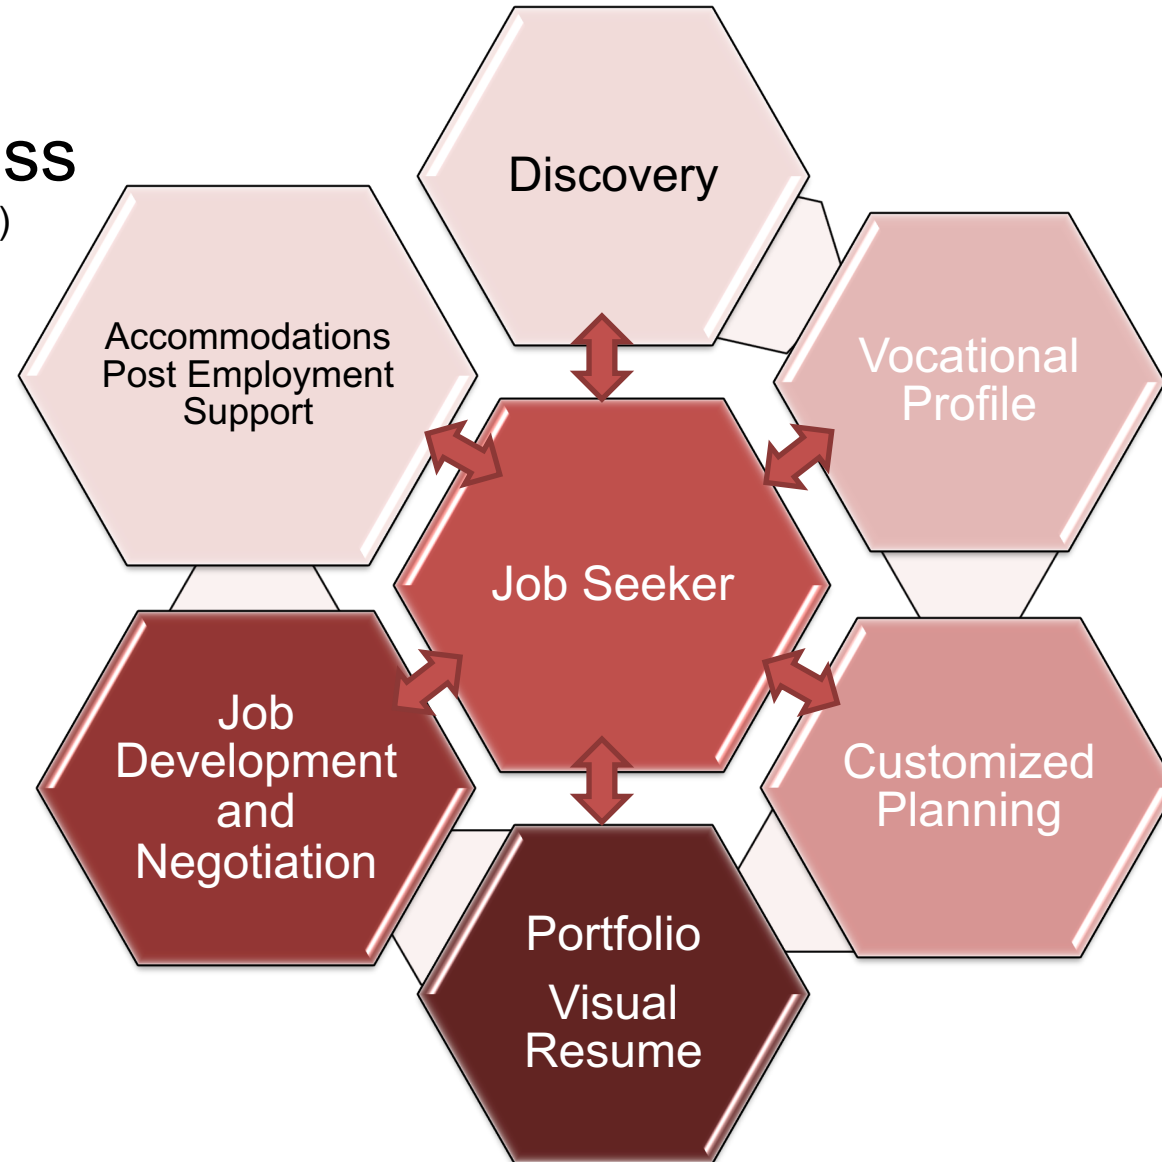 ss
)
Discovery
Accommodations
Post Employment
Support
Vocational
Profile
Job Seeker
Job
Development
and
Negotiation
Customized
Planning
Portfolio
Visual
Resume